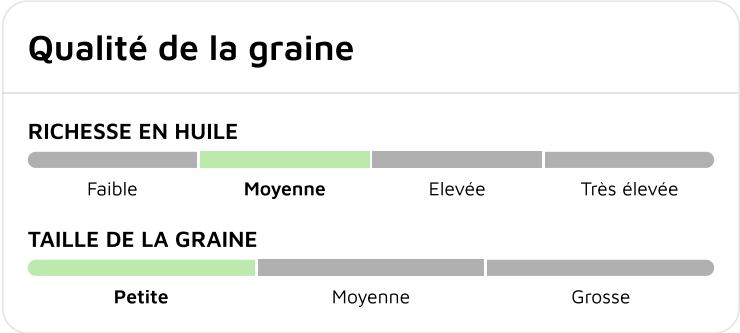 Qualité de la graine
RICHESSE EN HUILE
Faible Moyenne Elevée Très élevée
TAILLE DE LA GRAINE
Petite Moyenne Grosse